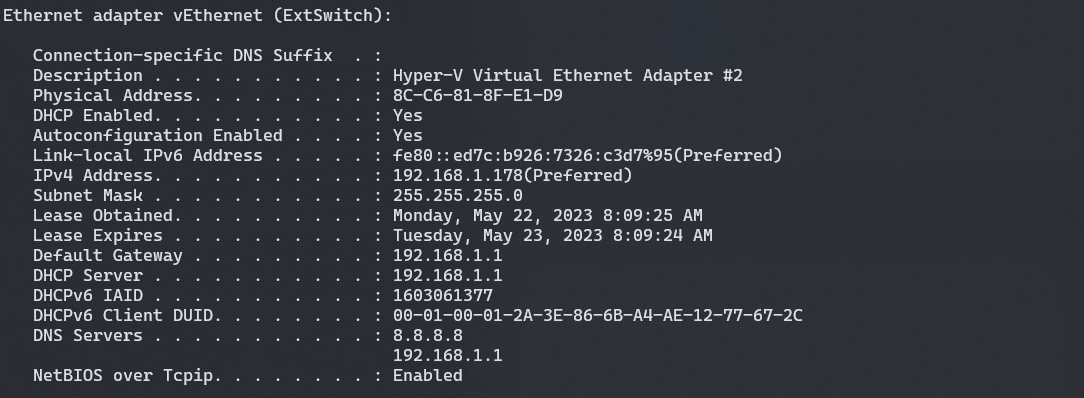 Ethernet adapter vEthernet (ExtSwitch):
Connection-specific DNS Suffix  . :
Description . . . . . . . . . . . : Hyper-V Virtual Ethernet Adapter #2
Physical Address. . . . . . . . . : 8C-C6-81-8F-E1-D9
DHCP Enabled. . . . . . . . . . . : Yes
Autoconfiguration Enabled . . . . : Yes
Link-local IPv6 Address . . . . . : fe80::ed7c:b926:7326:c3d7%95(Preferred)
IPv4 Address. . . . . . . . . . . : 192.168.1.178(Preferred)
Subnet Mask . . . . . . . . . . . : 255.255.255.0
Lease Obtained. . . . . . . . . . : Monday, May 22, 2023 8:09:25 AM
Lease Expires . . . . . . . . . . : Tuesday, May 23, 2023 8:09:24 AM
Default Gateway . . . . . . . . . : 192.168.1.1
DHCP Server . . . . . . . . . . . : 192.168.1.1
DHCPv6 IAID . . . . . . . . . . . : 1603061377
DHCPv6 Client DUID. . . . . . . . : 00-01-00-01-2A-3E-86-6B-A4-AE-12-77-67-2C
DNS Servers . . . . . . . . . . . : 8.8.8.8
192.168.1.1
NetBIOS over Tcpip. . . . . . . . : Enabled